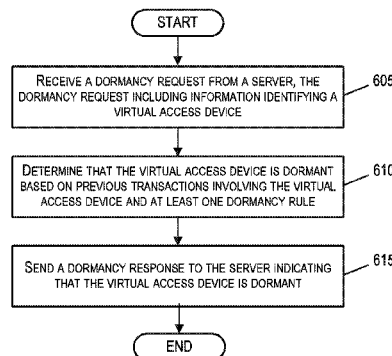 START
RECEIVE A DORMANCY REQUEST FROM A SERVER, THE
DORMANCY REQUEST INCLUDING INFORMATION IDENTIFYING A
VIRTUAL ACCESS DEVICE
605
DETERMINE THAT THE VIRTUAL ACCESS DEVICE IS DORMANT
BASED ON PREVIOUS TRANSACTIONS INVOLVING THE VIRTUAL
ACCESS DEVICE AND AT LEAST ONE DORMANCY RULE
610
SEND A DORMANCY RESPONSE TO THE SERVER INDICATING
THAT THE VIRTUAL ACCESS DEVICE IS DORMANT
615
END